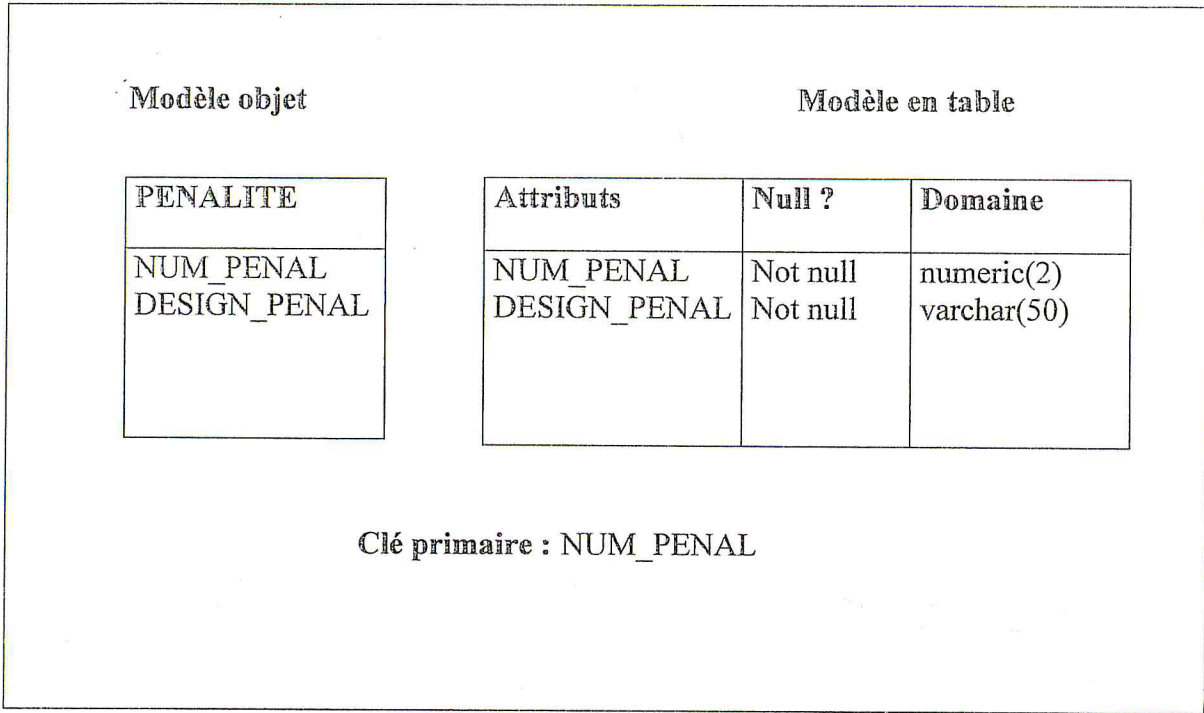 Modèle objet
Modèle en table
PENALITE
NUM_PENAL
DESIGN_PENAL
Attributs Null ? Domaine
NUM_PENAL Not null numeric(2)
DESIGN_PENAL Not null varchar(50)
Clé primaire : NUM_PENAL